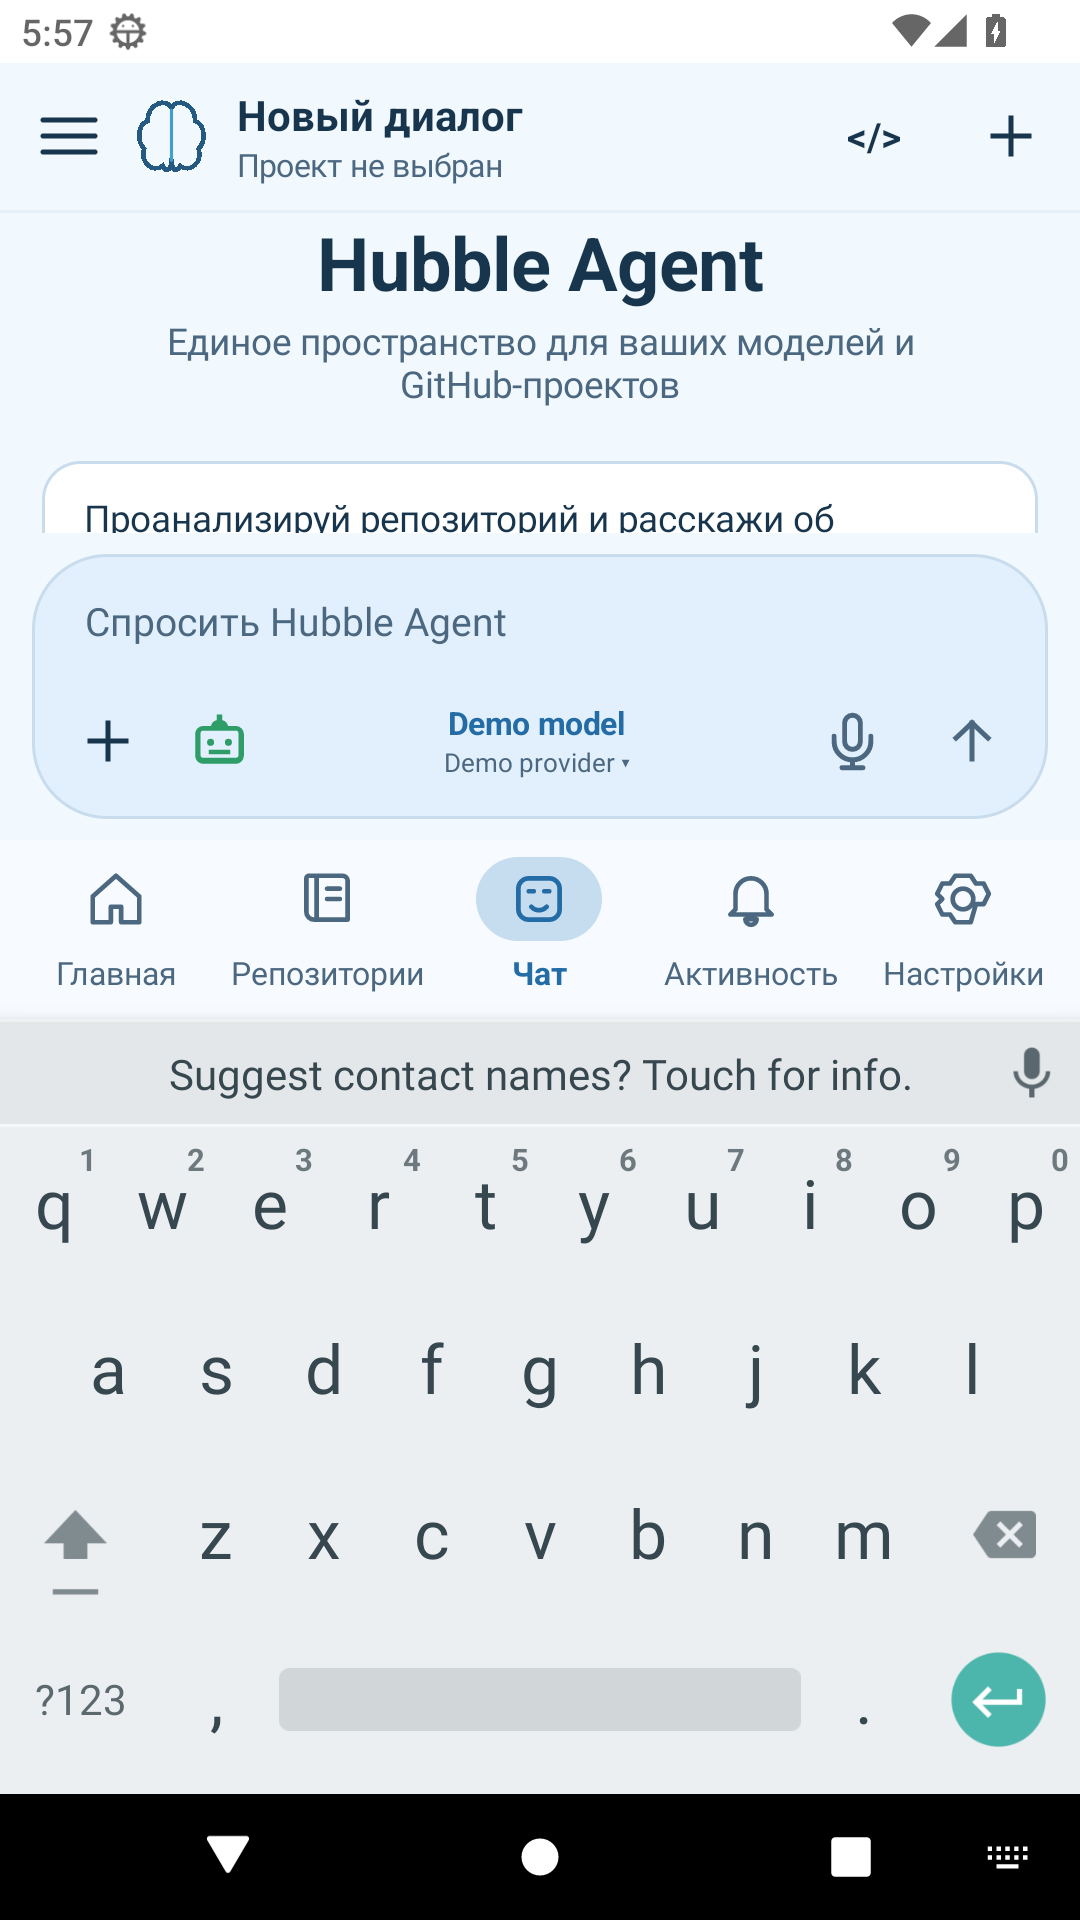 5:57
Новый диалог
Проект не выбран
</>
Hubble Agent
Единое пространство для ваших моделей и
GitHub-проектов
Проанализируй репозиторий и расскажи об
Спросить Hubble Agent
Demo model
Demo provider ▾
Главная
Репозитории
Чат
Активность
Настройки
Suggest contact names? Touch for info.
1 2 3 4 5 6 7 8 9 0
q w e r t y u i o p
a s d f g h j k l
z x c v b n m
?123 , .